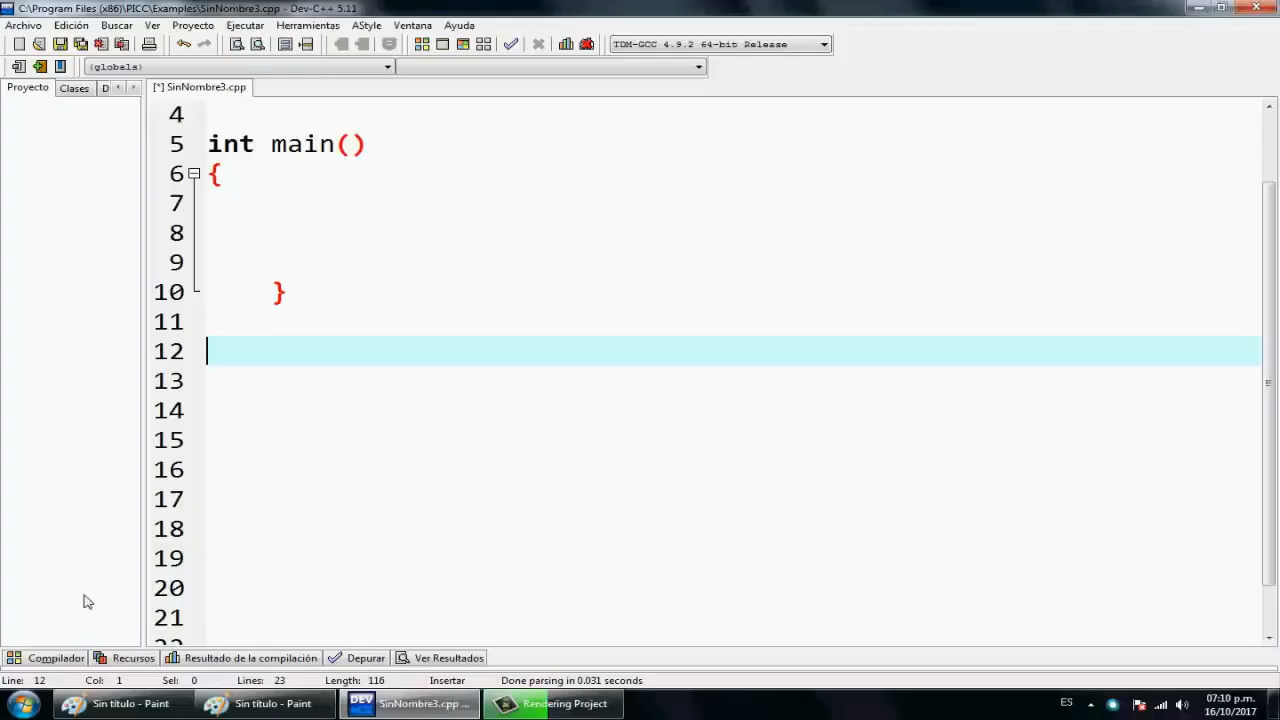 C:\Program Files (x86)\PICC\Examples\SinNombre3.cpp - Dev-C++ 5.11
Archivo Edición Buscar Ver Proyecto Ejecutar Herramientas AStyle Ventana Ayuda
TDM-GCC 4.9.2 64-bit Release
(globals)
Proyecto Clases D [*] SinNombre3.cpp
4
5 int main()
6 {
7
8
9
10 }
11
12
13
14
15
16
17
18
19
20
21
Compilador Recursos Resultado de la compilación Depurar Ver Resultados
Line: 12 Col: 1 Sel: 0 Lines: 23 Length: 116 Insertar Done parsing in 0.031 seconds
Sin título - Paint Sin título - Paint DEV SinNombre3.cpp ... Rendering Project ES 07:10 p.m.
16/10/2017